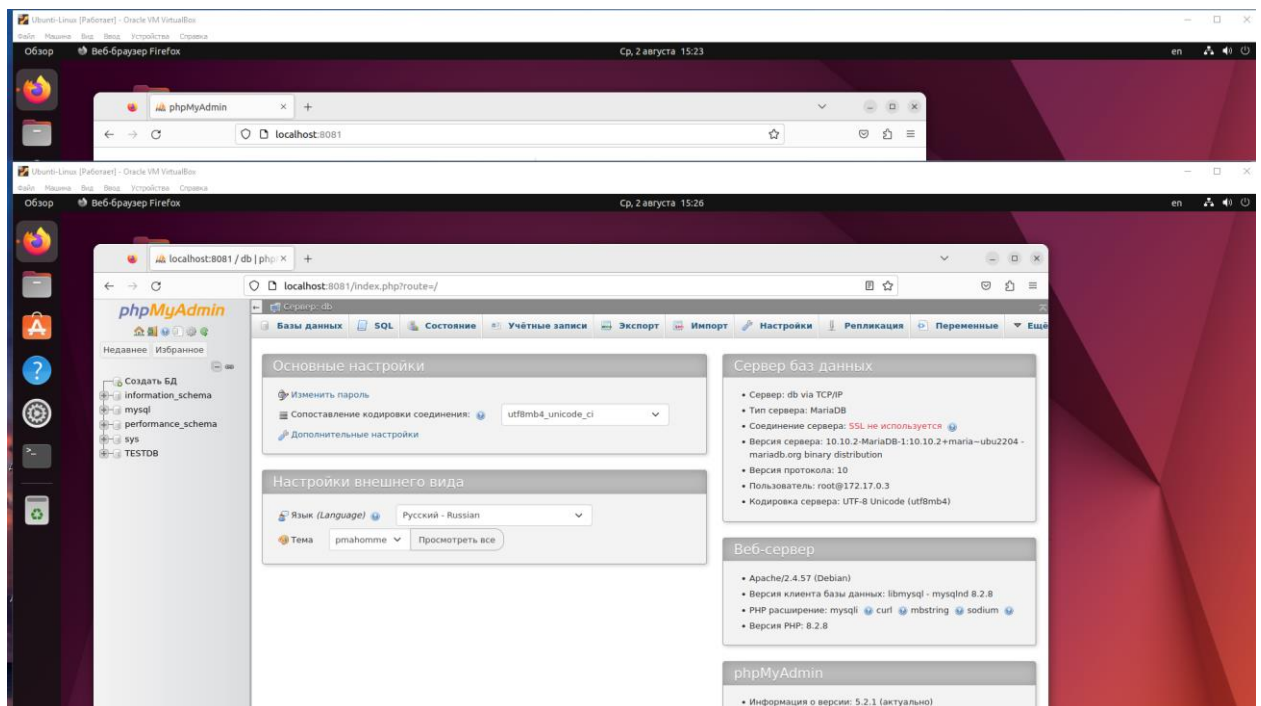 Ubunti-Linux [Работает] - Oracle VM VirtualBox
Файл Машина Вид Ввод Устройства Справка
Обзор Веб-браузер Firefox Ср, 2 августа 15:23 en
phpMyAdmin
localhost:8081
Ubunti-Linux [Работает] - Oracle VM VirtualBox
Файл Машина Вид Ввод Устройства Справка
Обзор Веб-браузер Firefox Ср, 2 августа 15:26 en
localhost:8081 / db | php
localhost:8081/index.php?route=/
phpMyAdmin
Недавнее Избранное
Создать БД
information_schema
mysql
performance_schema
sys
TESTDB
Сервер: db
Базы данных SQL Состояние Учётные записи Экспорт Импорт Настройки Репликация Переменные Ещё
Основные настройки
Изменить пароль
Сопоставление кодировки соединения: utf8mb4_unicode_ci
Дополнительные настройки
Настройки внешнего вида
Язык (Language) Русский - Russian
Тема pmahomme Просмотреть все
Сервер баз данных
• Сервер: db via TCP/IP
• Тип сервера: MariaDB
• Соединение сервера: SSL не используется
• Версия сервера: 10.10.2-MariaDB-1:10.10.2+maria~ubu2204 -
mariadb.org binary distribution
• Версия протокола: 10
• Пользователь: root@172.17.0.3
• Кодировка сервера: UTF-8 Unicode (utf8mb4)
Веб-сервер
• Apache/2.4.57 (Debian)
• Версия клиента базы данных: libmysql - mysqlnd 8.2.8
• PHP расширение: mysqli curl mbstring sodium
• Версия PHP: 8.2.8
phpMyAdmin
• Информация о версии: 5.2.1 (актуально)